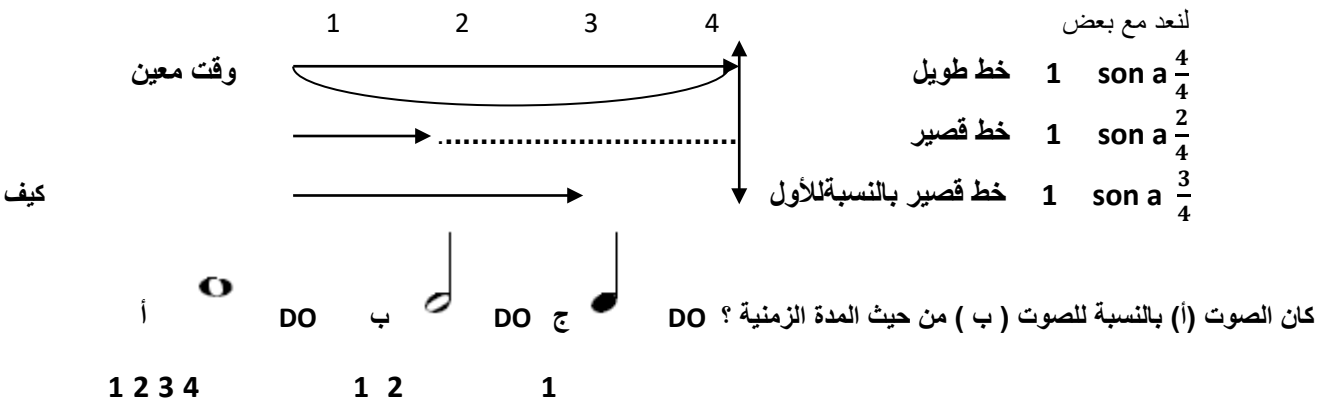 1 2 3 4 لنعد مع بعض
son a 4/4 1 خط طويل وقت معين
son a 2/4 1 خط قصير
son a 3/4 1 خط قصير بالنسبةللأول كيف
كان الصوت (أ) بالنسبة للصوت ( ب ) من حيث المدة الزمنية ؟ DO ج DO ب DO أ
1 2 3 4 1 2 1